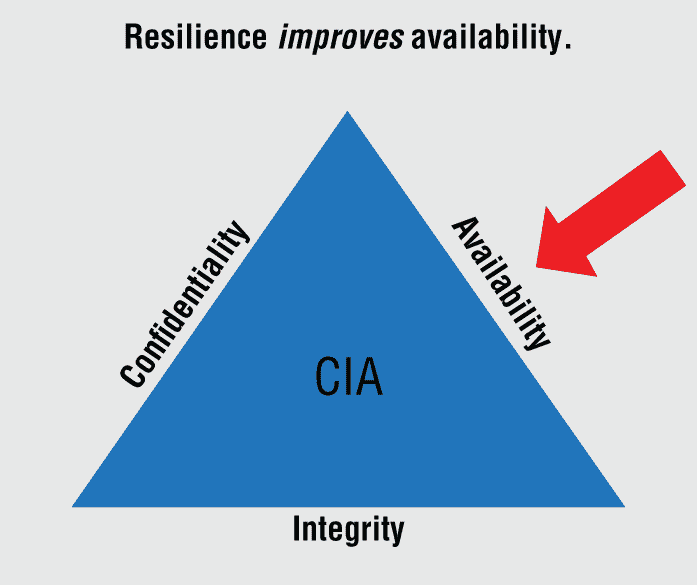 Resilience improves availability.
Confidentiality
Availability
CIA
Integrity